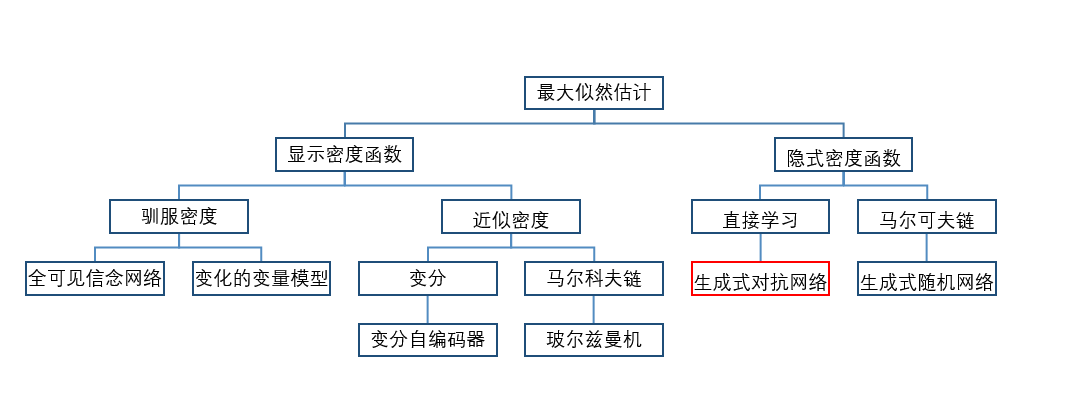 最大似然估计
显示密度函数
隐式密度函数
驯服密度
近似密度
直接学习
马尔可夫链
全可见信念网络
变化的变量模型
变分
马尔科夫链
生成式对抗网络
生成式随机网络
变分自编码器
玻尔兹曼机